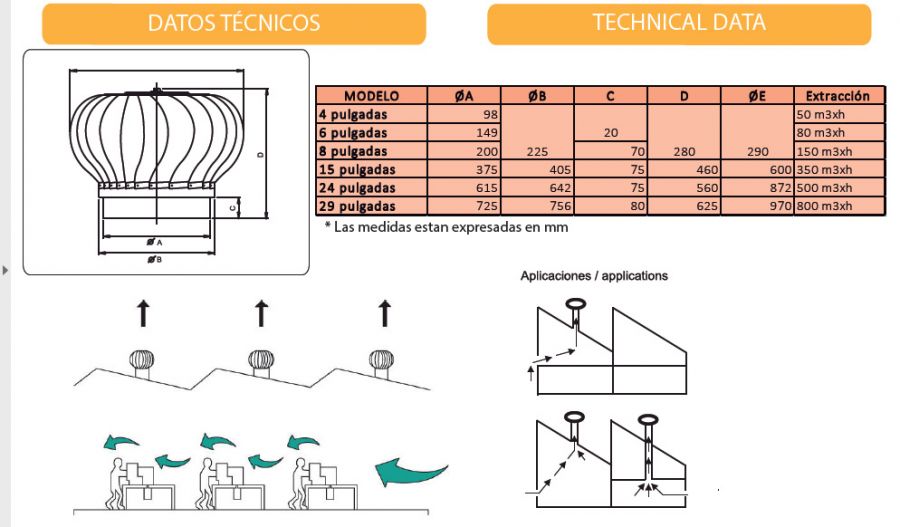 DATOS TÉCNICOS
TECHNICAL DATA
MODELO ØA ØB C D ØE Extracción
4 pulgadas 98 50 m3xh
6 pulgadas 149 20 80 m3xh
8 pulgadas 200 225 70 280 290 150 m3xh
15 pulgadas 375 405 75 460 600 350 m3xh
24 pulgadas 615 642 75 560 872 500 m3xh
29 pulgadas 725 756 80 625 970 800 m3xh
* Las medidas estan expresadas en mm
D
C
Ø A
Ø B
Aplicaciones / applications